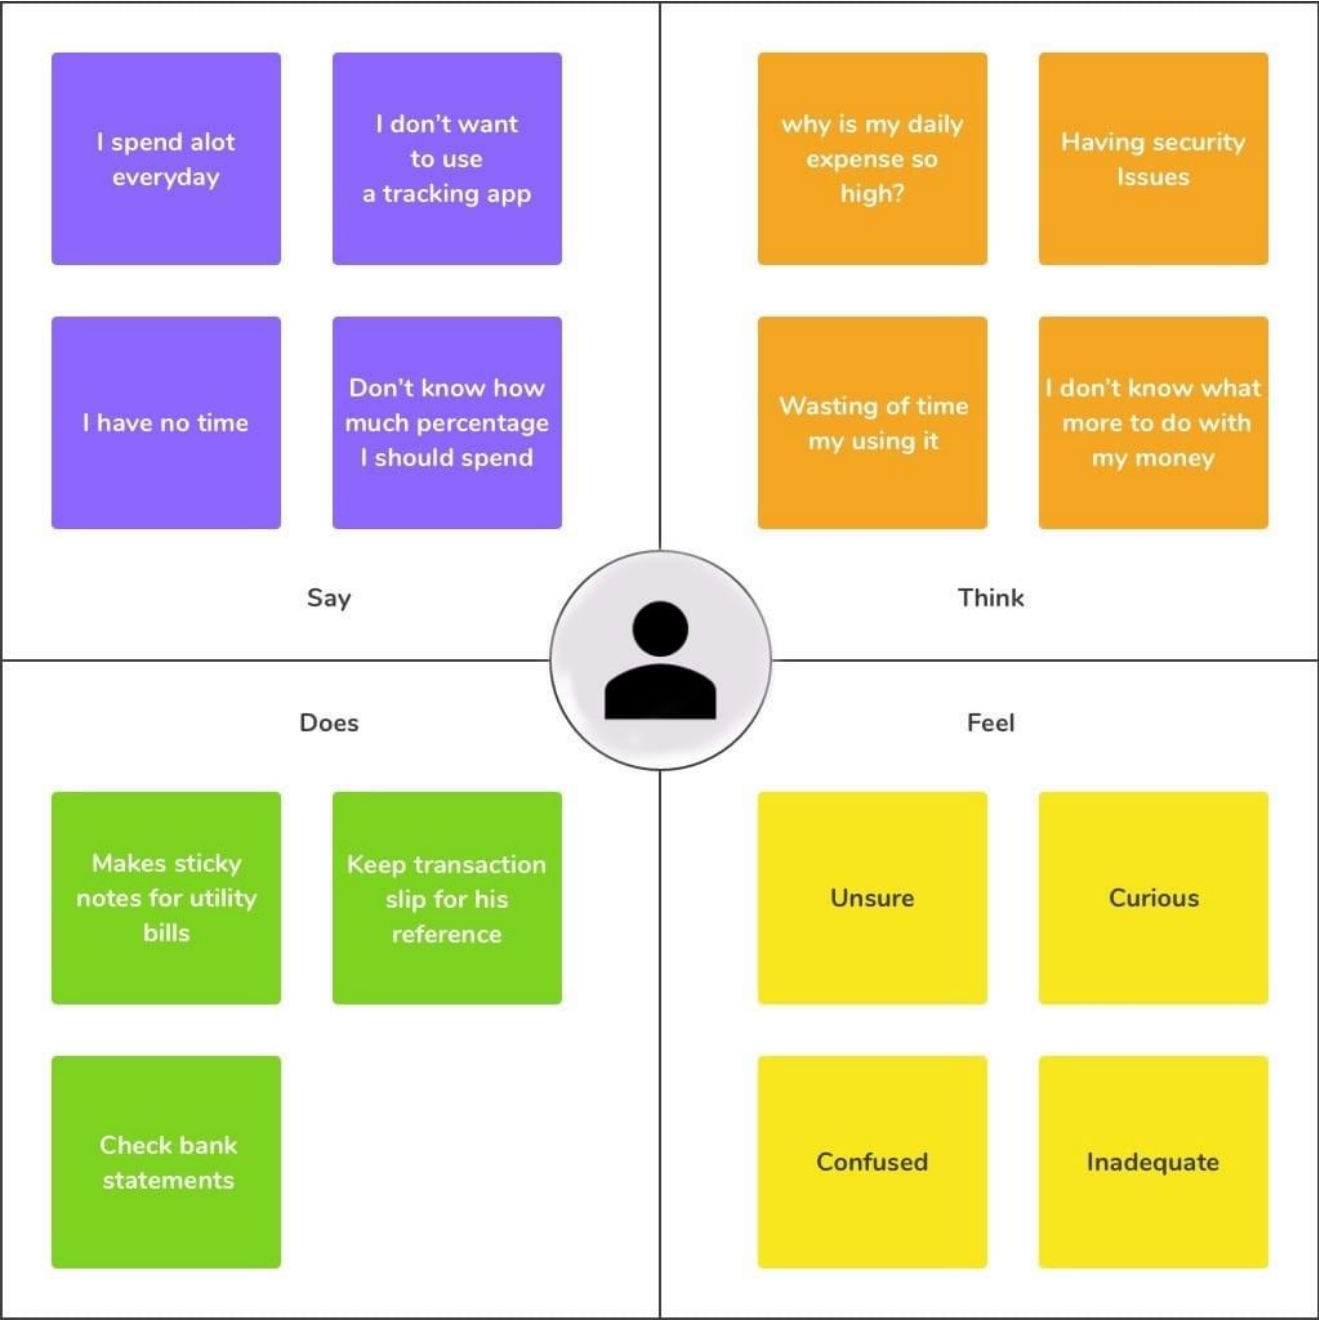 I spend alot
everyday
I don’t want
to use
a tracking app
I have no time
Don't know how
much percentage
I should spend
Say
why is my daily
expense so
high?
Having security
Issues
Wasting of time
my using it
I don’t know what
more to do with
my money
Think
Does
Makes sticky
notes for utility
bills
Keep transaction
slip for his
reference
Check bank
statements
Feel
Unsure
Curious
Confused
Inadequate